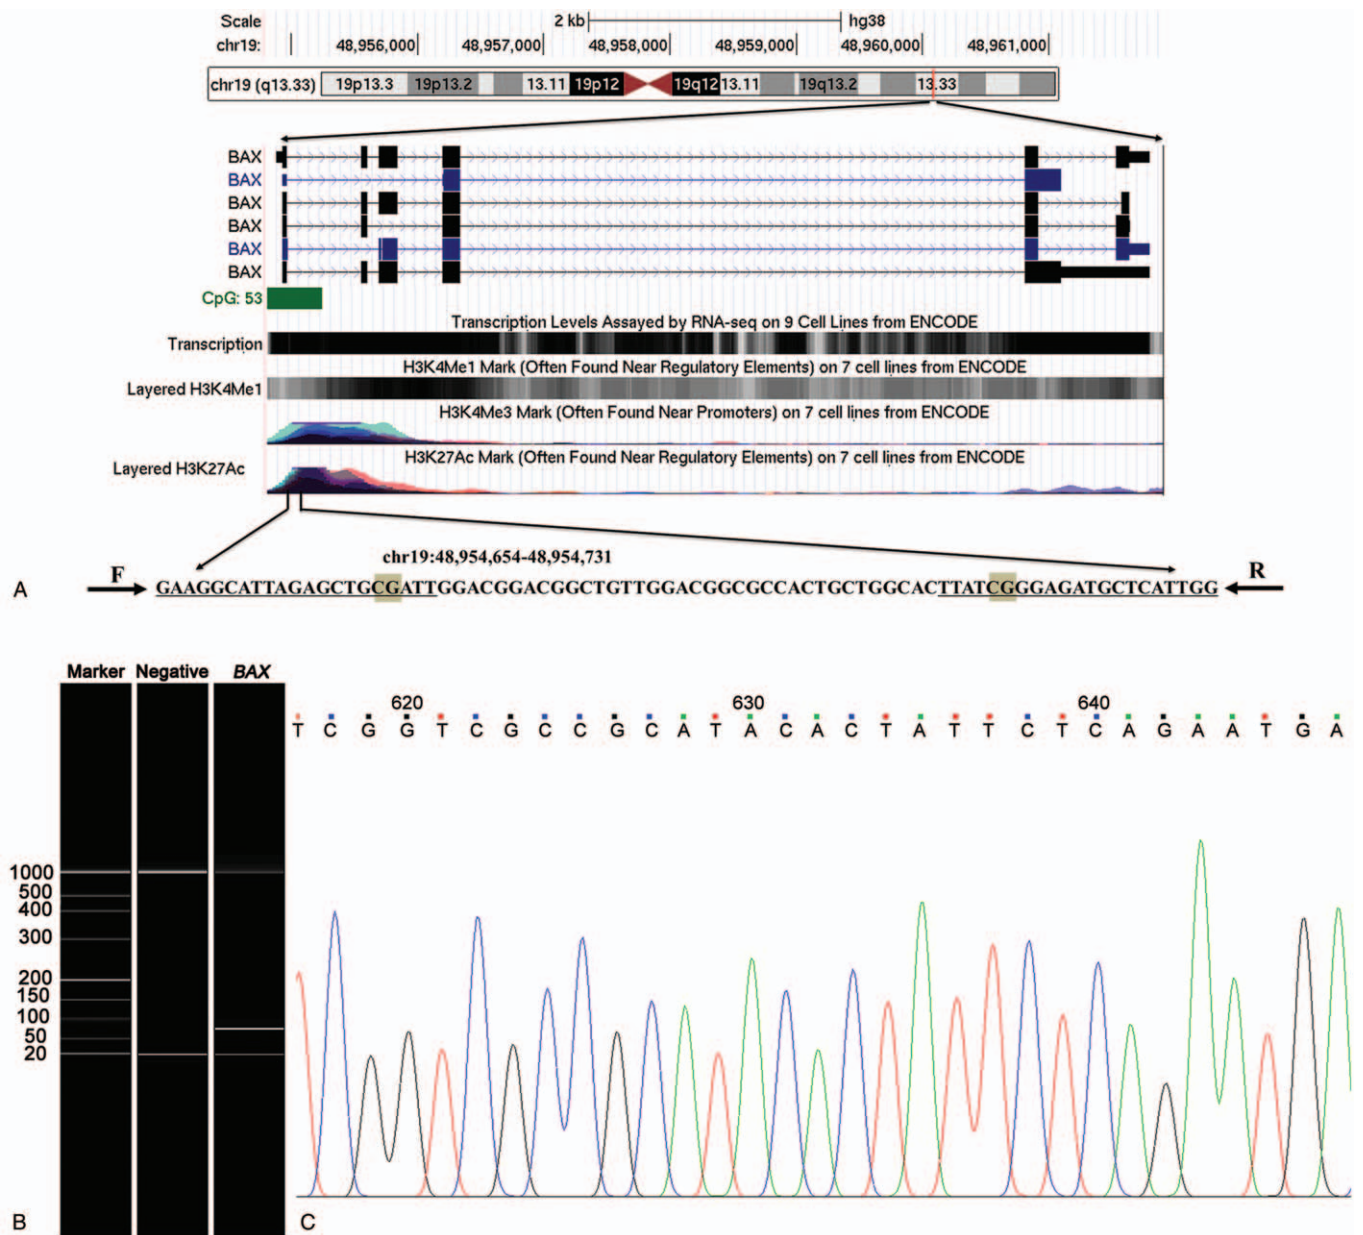 Scale 2 kb hg38
chr19: 48,956,000 48,957,000 48,958,000 48,959,000 48,960,000 48,961,000
chr19 (q13.33) 19p13.3 19p13.2 13.11 19p12 19q12 13.11 19q13.2 13.33
BAX
BAX
BAX
BAX
BAX
BAX
CpG: 53
Transcription Levels Assayed by RNA-seq on 9 Cell Lines from ENCODE
Transcription
H3K4Me1 Mark (Often Found Near Regulatory Elements) on 7 cell lines from ENCODE
Layered H3K4Me1
H3K4Me3 Mark (Often Found Near Promoters) on 7 cell lines from ENCODE
H3K27Ac Mark (Often Found Near Regulatory Elements) on 7 cell lines from ENCODE
Layered H3K27Ac
chr19:48,954,654-48,954,731
A F GAAGGCATTAGAGCTGCGATTGGACGGACGGCTGTTGGACGGCGCCACTGCTGGCACTTATCGGGAGATGCTCATTGG R
Marker Negative BAX
620 630 640
T C G G T C G C C G C A T A C A C T A T T C T C A G A A T G A
1000
500
400
300
200
150
100
50
20
B C